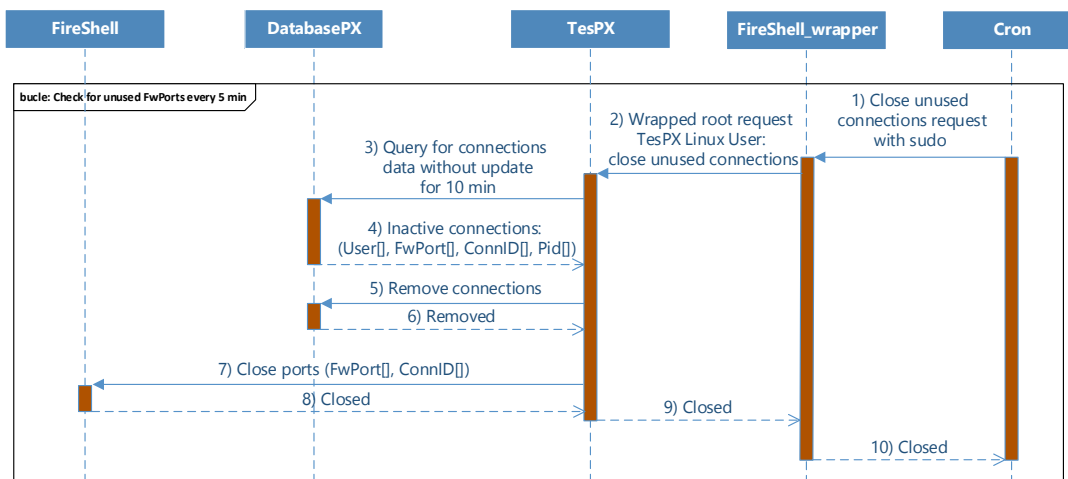 FireShell
DatabasePX
TesPX
FireShell_wrapper
Cron
bucle: Check for unused FwPorts every 5 min
1) Close unused
connections request
with sudo
2) Wrapped root request
TesPX Linux User:
close unused connections
3) Query for connections
data without update
for 10 min
4) Inactive connections:
(User[], FwPort[], ConnID[], Pid[])
5) Remove connections
6) Removed
7) Close ports (FwPort[], ConnID[])
8) Closed
9) Closed
10) Closed